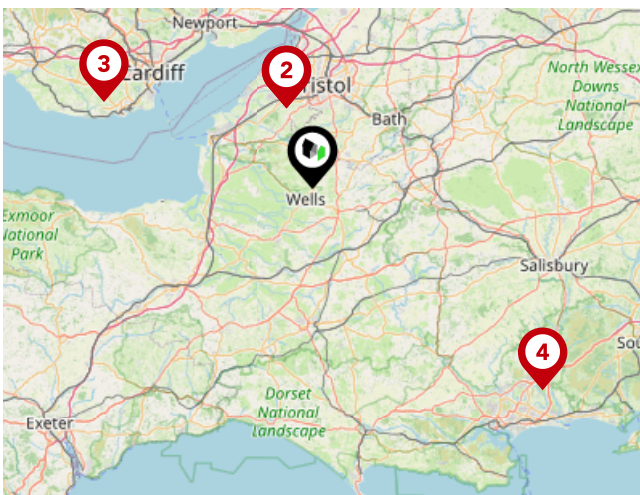 Newport
3
Cardiff
2
Bristol
North Wessex
Downs
National
Landscape
Bath
Wells
Exmoor
National
Park
Salisbury
4
Sou
Dorset
National
Landscape
Exeter